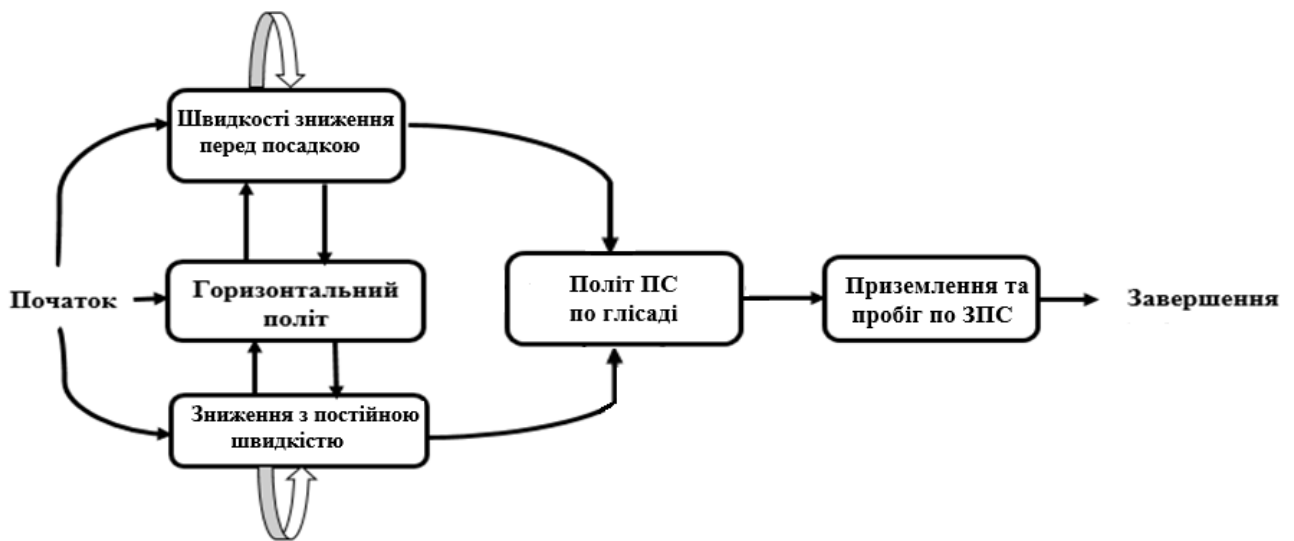 Швидкості зниження
перед посадкою
Початок
Горизонтальний
політ
Зниження з постійною
швидкістю
Політ ПС
по глісаді
Приземлення та
пробіг по ЗПС
Завершення